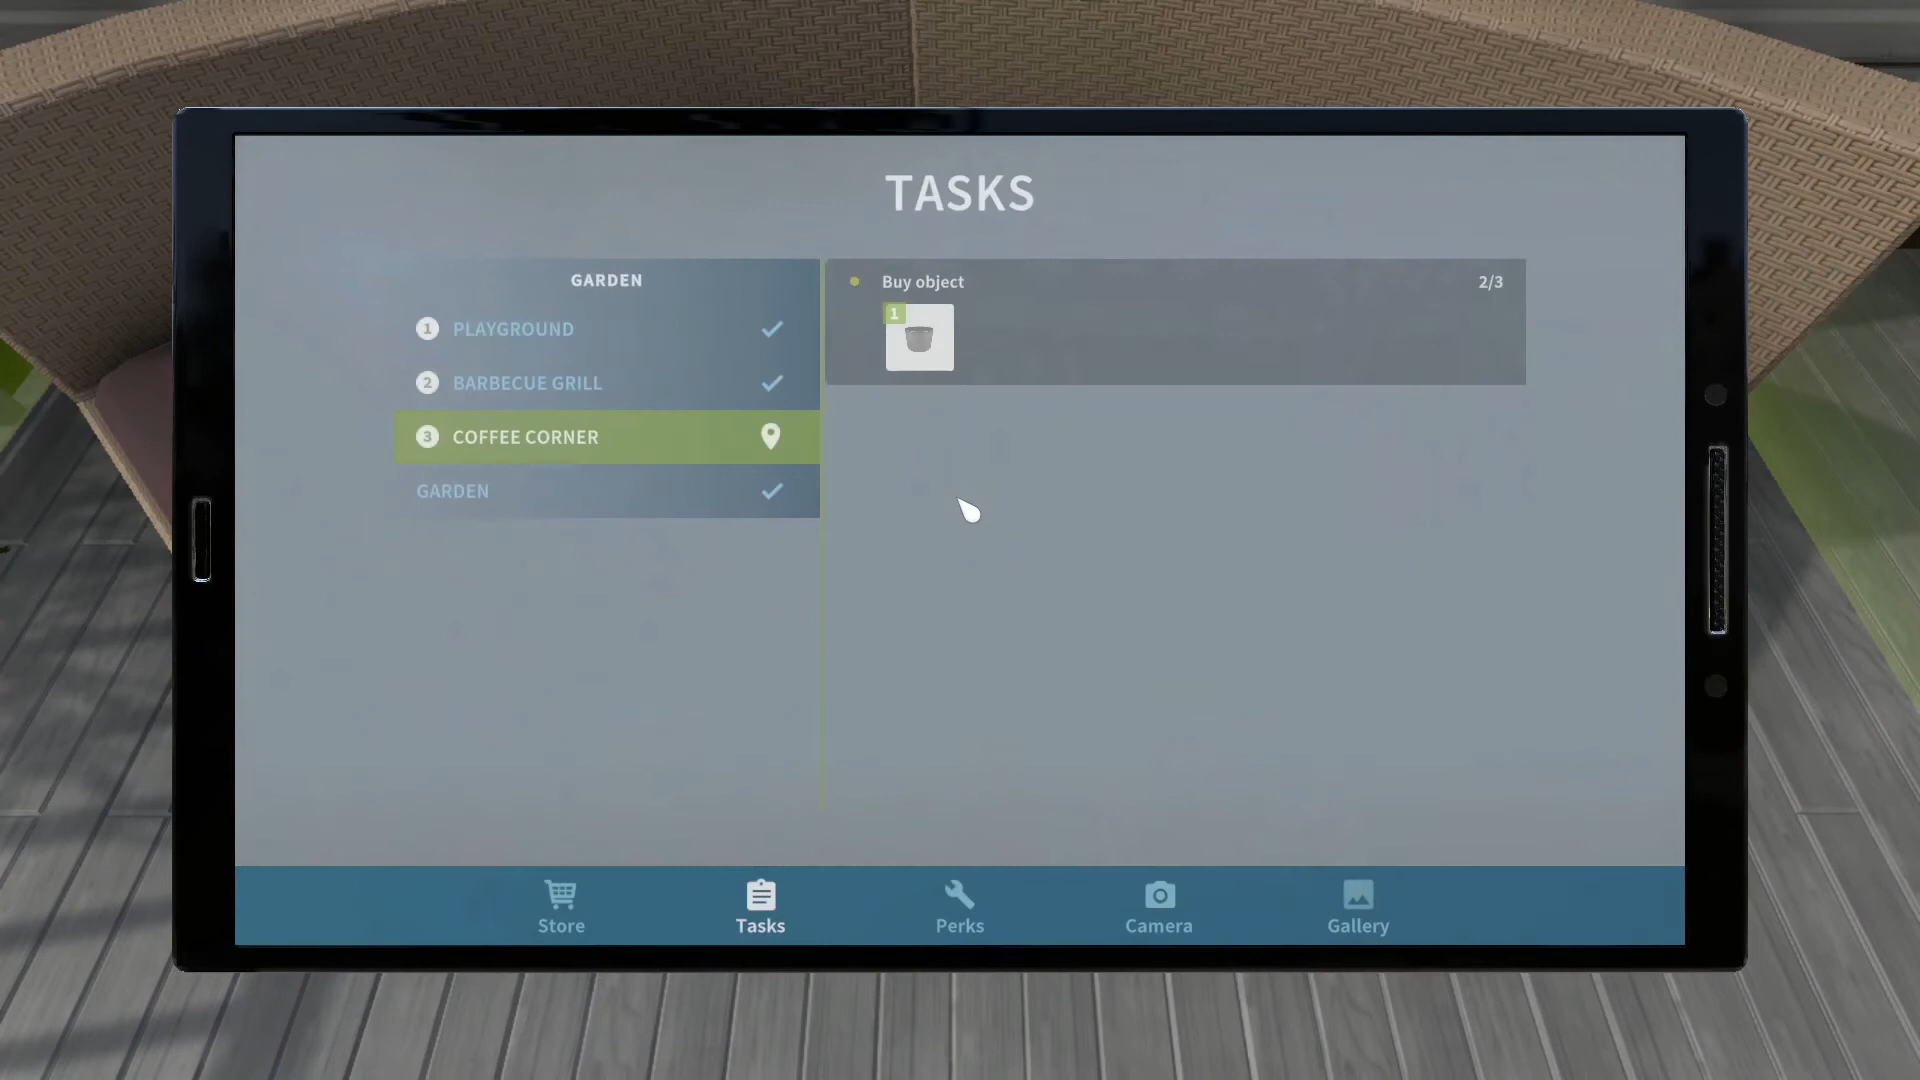 TASKS
GARDEN
1 PLAYGROUND
2 BARBECUE GRILL
3 COFFEE CORNER
GARDEN
Buy object 2/3
1
Store
Tasks
Perks
Camera
Gallery